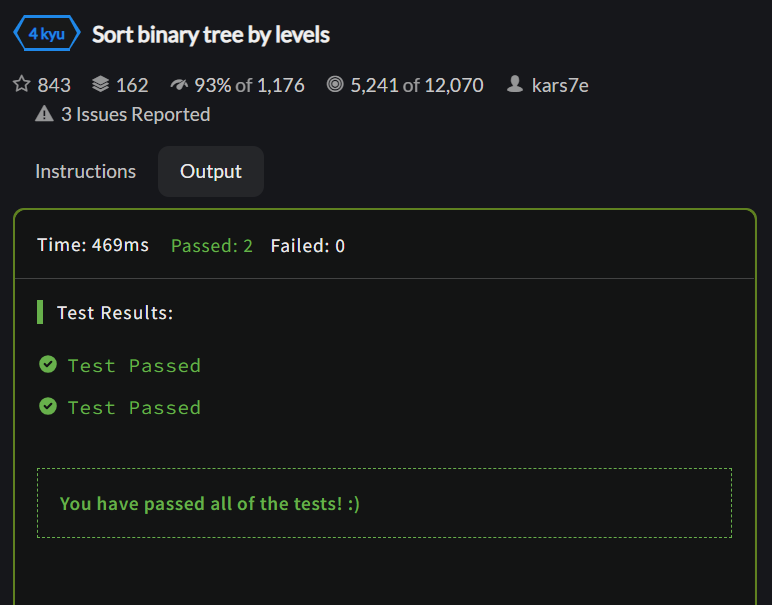 4 kyu Sort binary tree by levels
843 162 93% of 1,176 5,241 of 12,070 kars7e
3 Issues Reported
Instructions Output
Time: 469ms Passed: 2 Failed: 0
Test Results:
Test Passed
Test Passed
You have passed all of the tests! :)